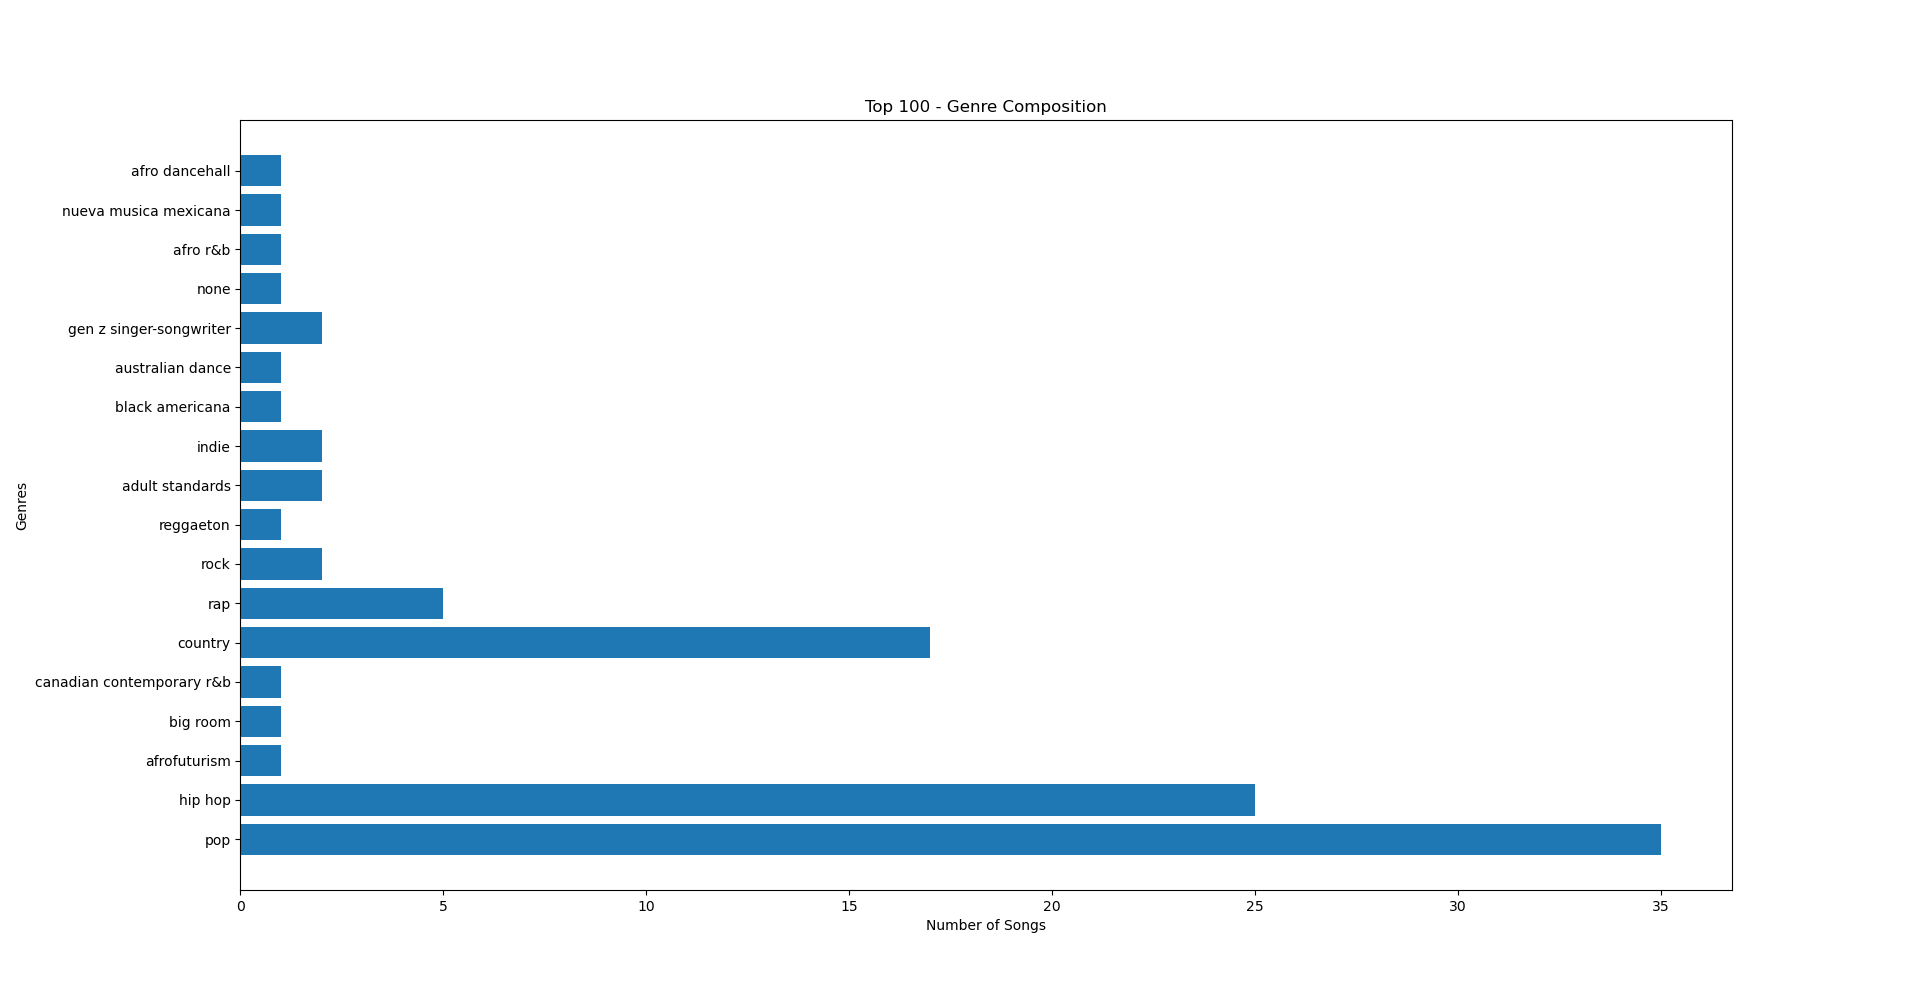 Top 100 - Genre Composition
Genres
afro dancehall
nueva musica mexicana
afro r&b
none
gen z singer-songwriter
australian dance
black americana
indie
adult standards
reggaeton
rock
rap
country
canadian contemporary r&b
big room
afrofuturism
hip hop
pop
0 5 10 15 20 25 30 35
Number of Songs